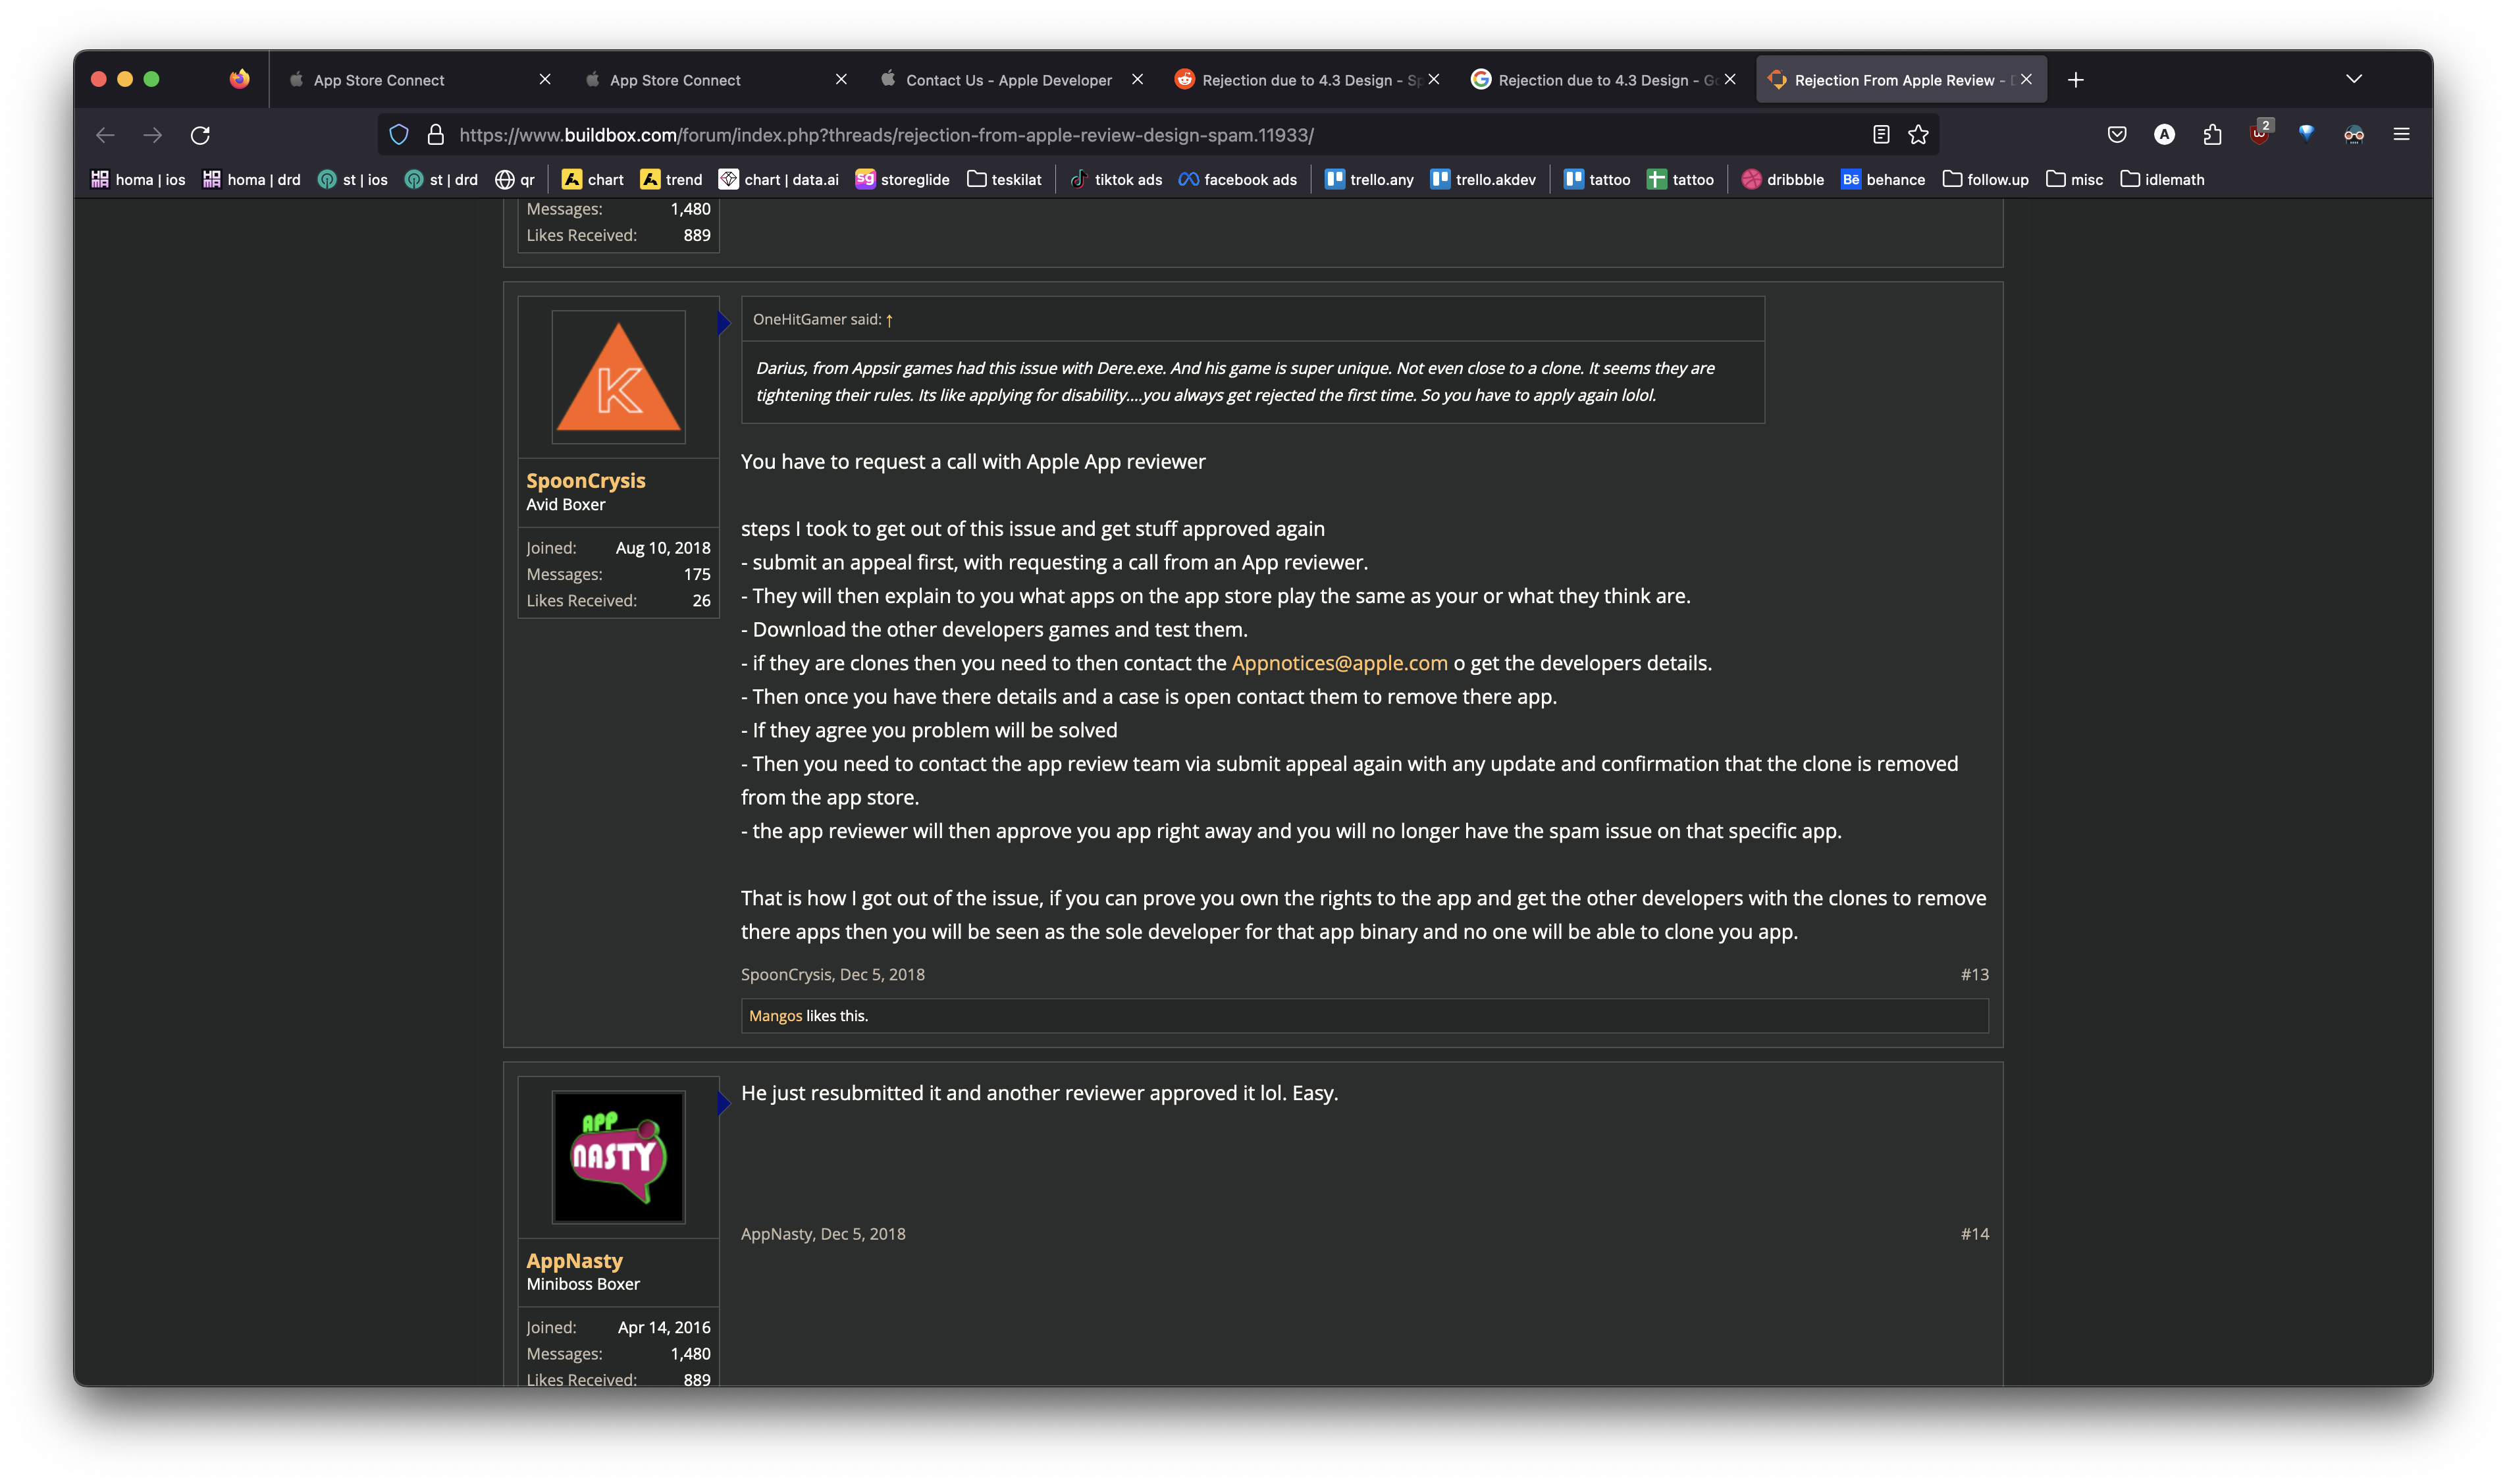 App Store Connect
App Store Connect
Contact Us - Apple Developer
Rejection due to 4.3 Design - Sp
Rejection due to 4.3 Design - Go
Rejection From Apple Review - D
https://www.buildbox.com/forum/index.php?threads/rejection-from-apple-review-design-spam.11933/
A
2
homa | ios
homa | drd
st | ios
st | drd
qr
chart
trend
chart | data.ai
sg
storeglide
teskilat
tiktok ads
facebook ads
trello.any
trello.akdev
tattoo
tattoo
dribbble
Bē
behance
follow.up
misc
idlemath
Messages: 1,480
Likes Received: 889
K
SpoonCrysis
Avid Boxer
Joined: Aug 10, 2018
Messages: 175
Likes Received: 26
OneHitGamer said: ↑
Darius, from Appsir games had this issue with Dere.exe. And his game is super unique. Not even close to a clone. It seems they are
tightening their rules. Its like applying for disability....you always get rejected the first time. So you have to apply again lolol.
You have to request a call with Apple App reviewer
steps I took to get out of this issue and get stuff approved again
- submit an appeal first, with requesting a call from an App reviewer.
- They will then explain to you what apps on the app store play the same as your or what they think are.
- Download the other developers games and test them.
- if they are clones then you need to then contact the Appnotices@apple.com o get the developers details.
- Then once you have there details and a case is open contact them to remove there app.
- If they agree you problem will be solved
- Then you need to contact the app review team via submit appeal again with any update and confirmation that the clone is removed
from the app store.
- the app reviewer will then approve you app right away and you will no longer have the spam issue on that specific app.
That is how I got out of the issue, if you can prove you own the rights to the app and get the other developers with the clones to remove
there apps then you will be seen as the sole developer for that app binary and no one will be able to clone you app.
SpoonCrysis, Dec 5, 2018
#13
Mangos likes this.
APP
NASTY
AppNasty
Miniboss Boxer
Joined: Apr 14, 2016
Messages: 1,480
Likes Received: 889
He just resubmitted it and another reviewer approved it lol. Easy.
AppNasty, Dec 5, 2018
#14